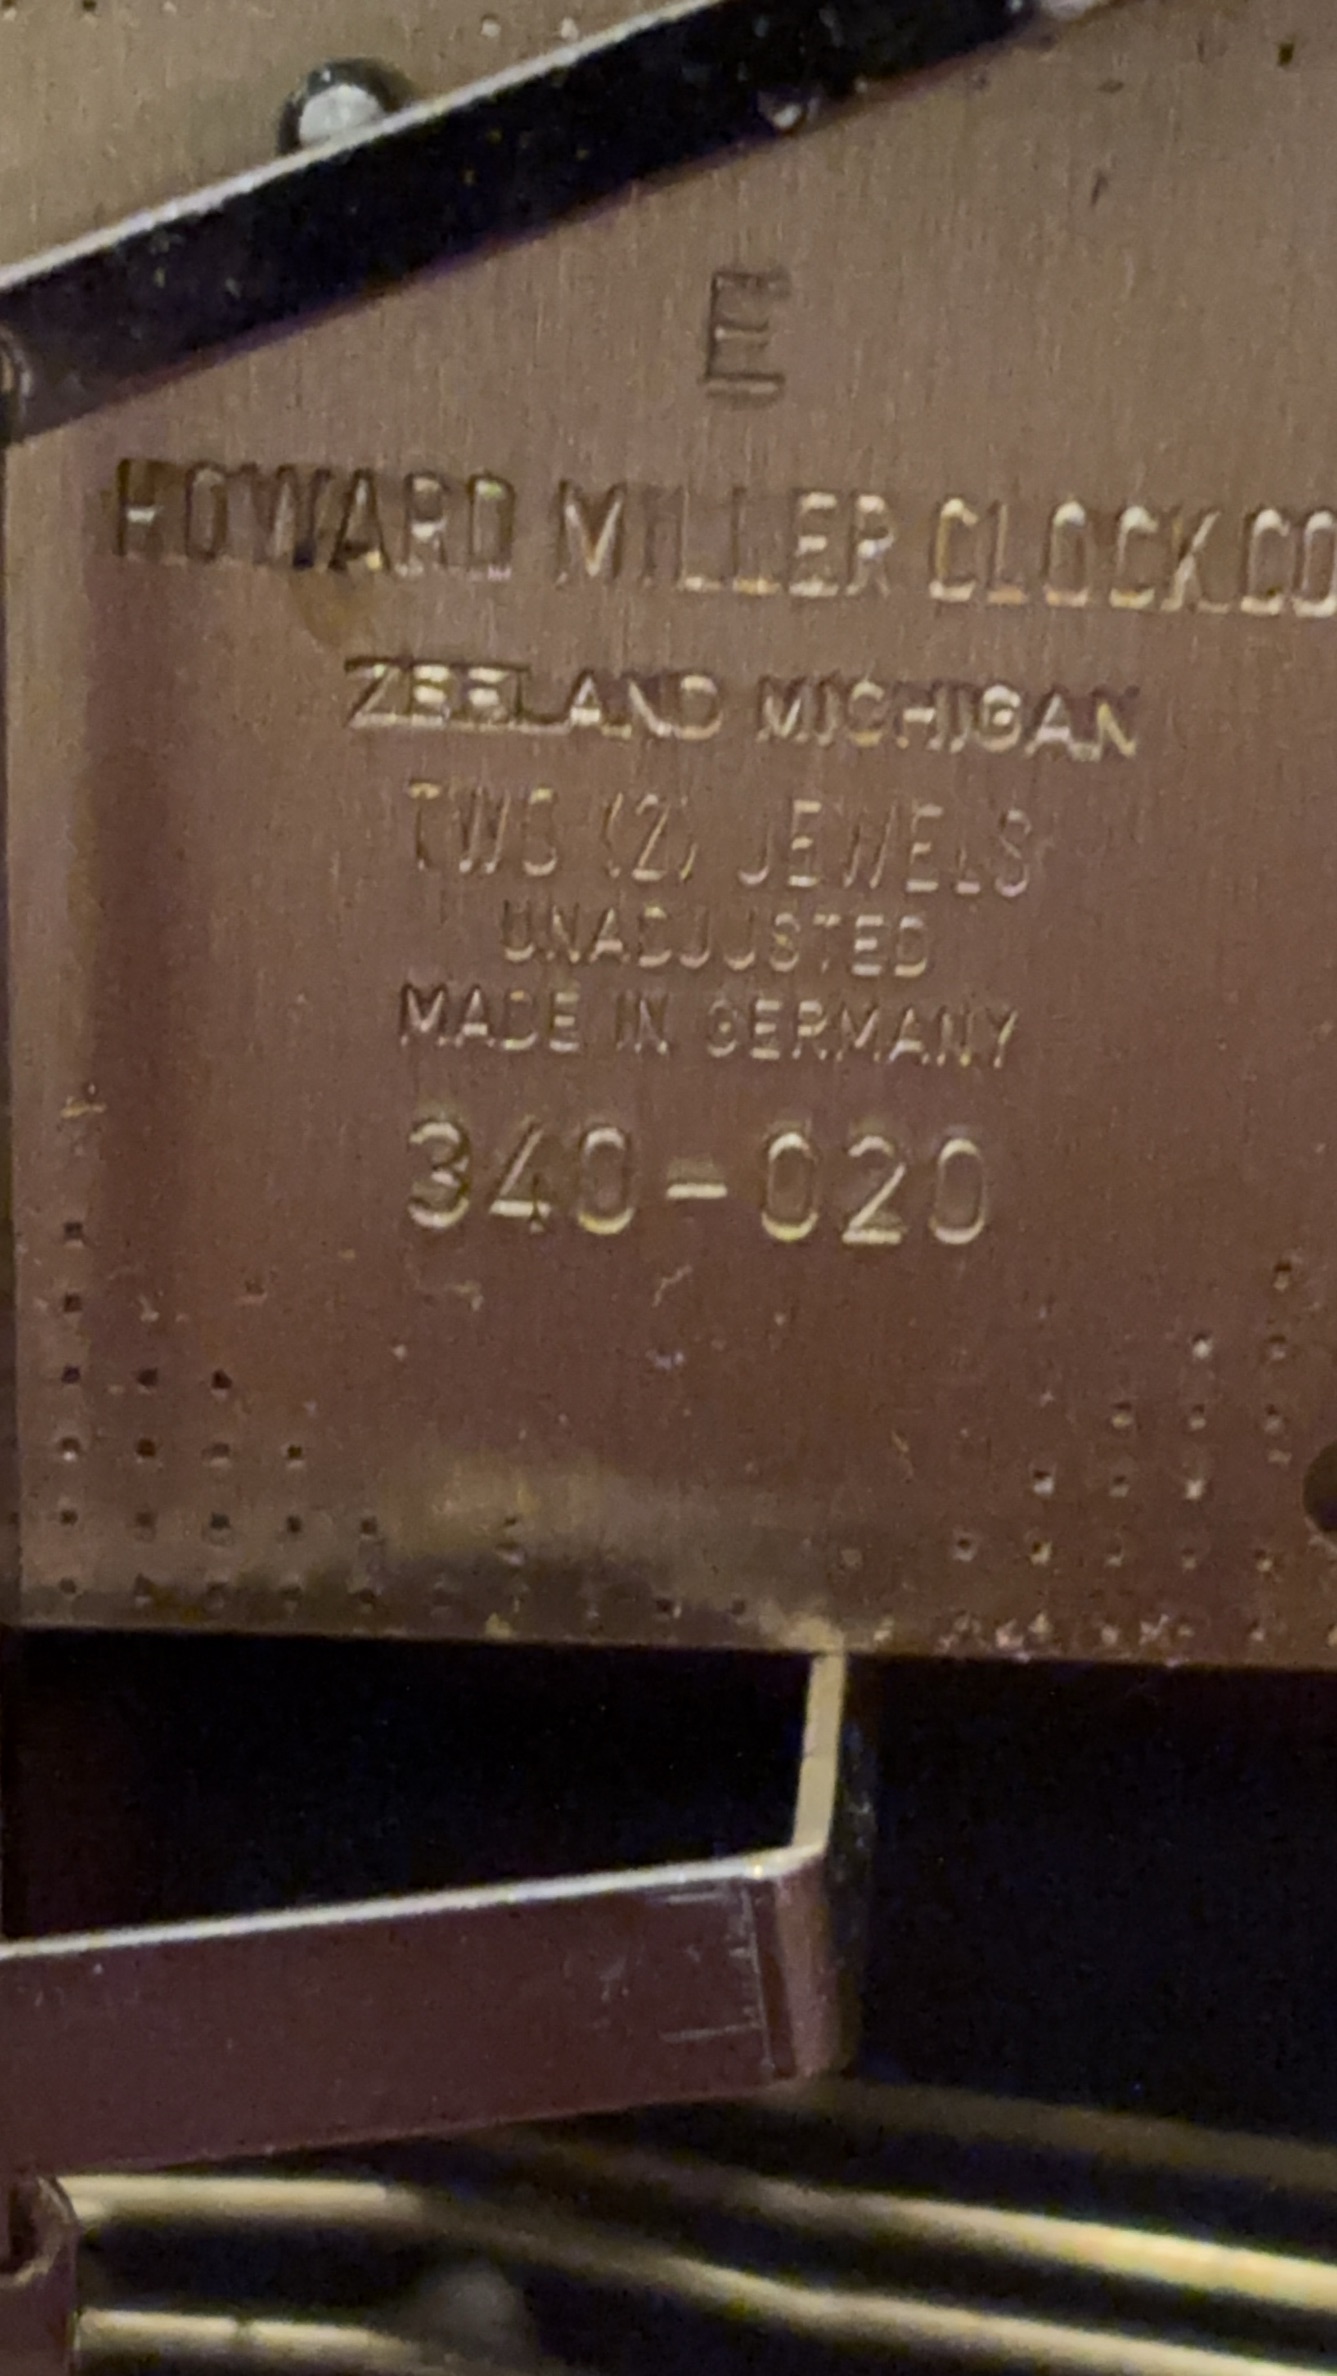 E
HOWARD MILLER CLOCK CO
ZEELAND MICHIGAN
TWO (2) JEWELS
UNADJUSTED
MADE IN GERMANY
340-020